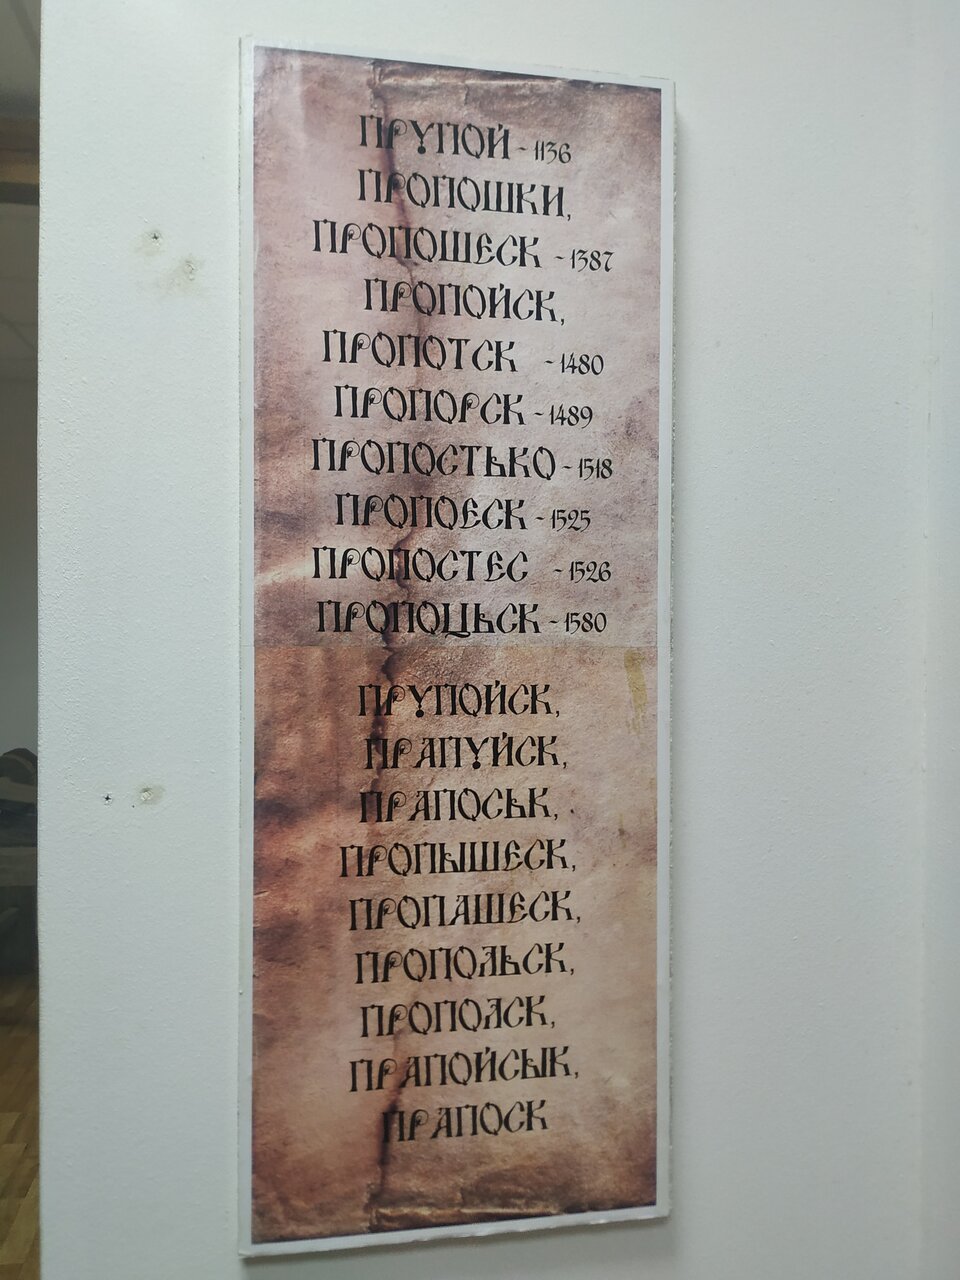 ПРУПОЙ - 1136
ПРОПОШКИ,
ПРОПОШЕСК - 1387
ПРОПОЙСК,
ПРОПОТСК - 1480
ПРОПОРСК - 1489
ПРОПОСТЬКО - 1518
ПРОПОЕСК - 1525
ПРОПОСТЕС - 1526
ПРОПОЦЬСК - 1580
ПРУПОЙСК,
ПРАПУЙСК,
ПРАПОСЬК,
ПРОПЫШЕСК,
ПРОПАШЕСК,
ПРОПОЛЬСК,
ПРОПОЛСК,
ПРАПОЙСЫК,
ПРАПОСК